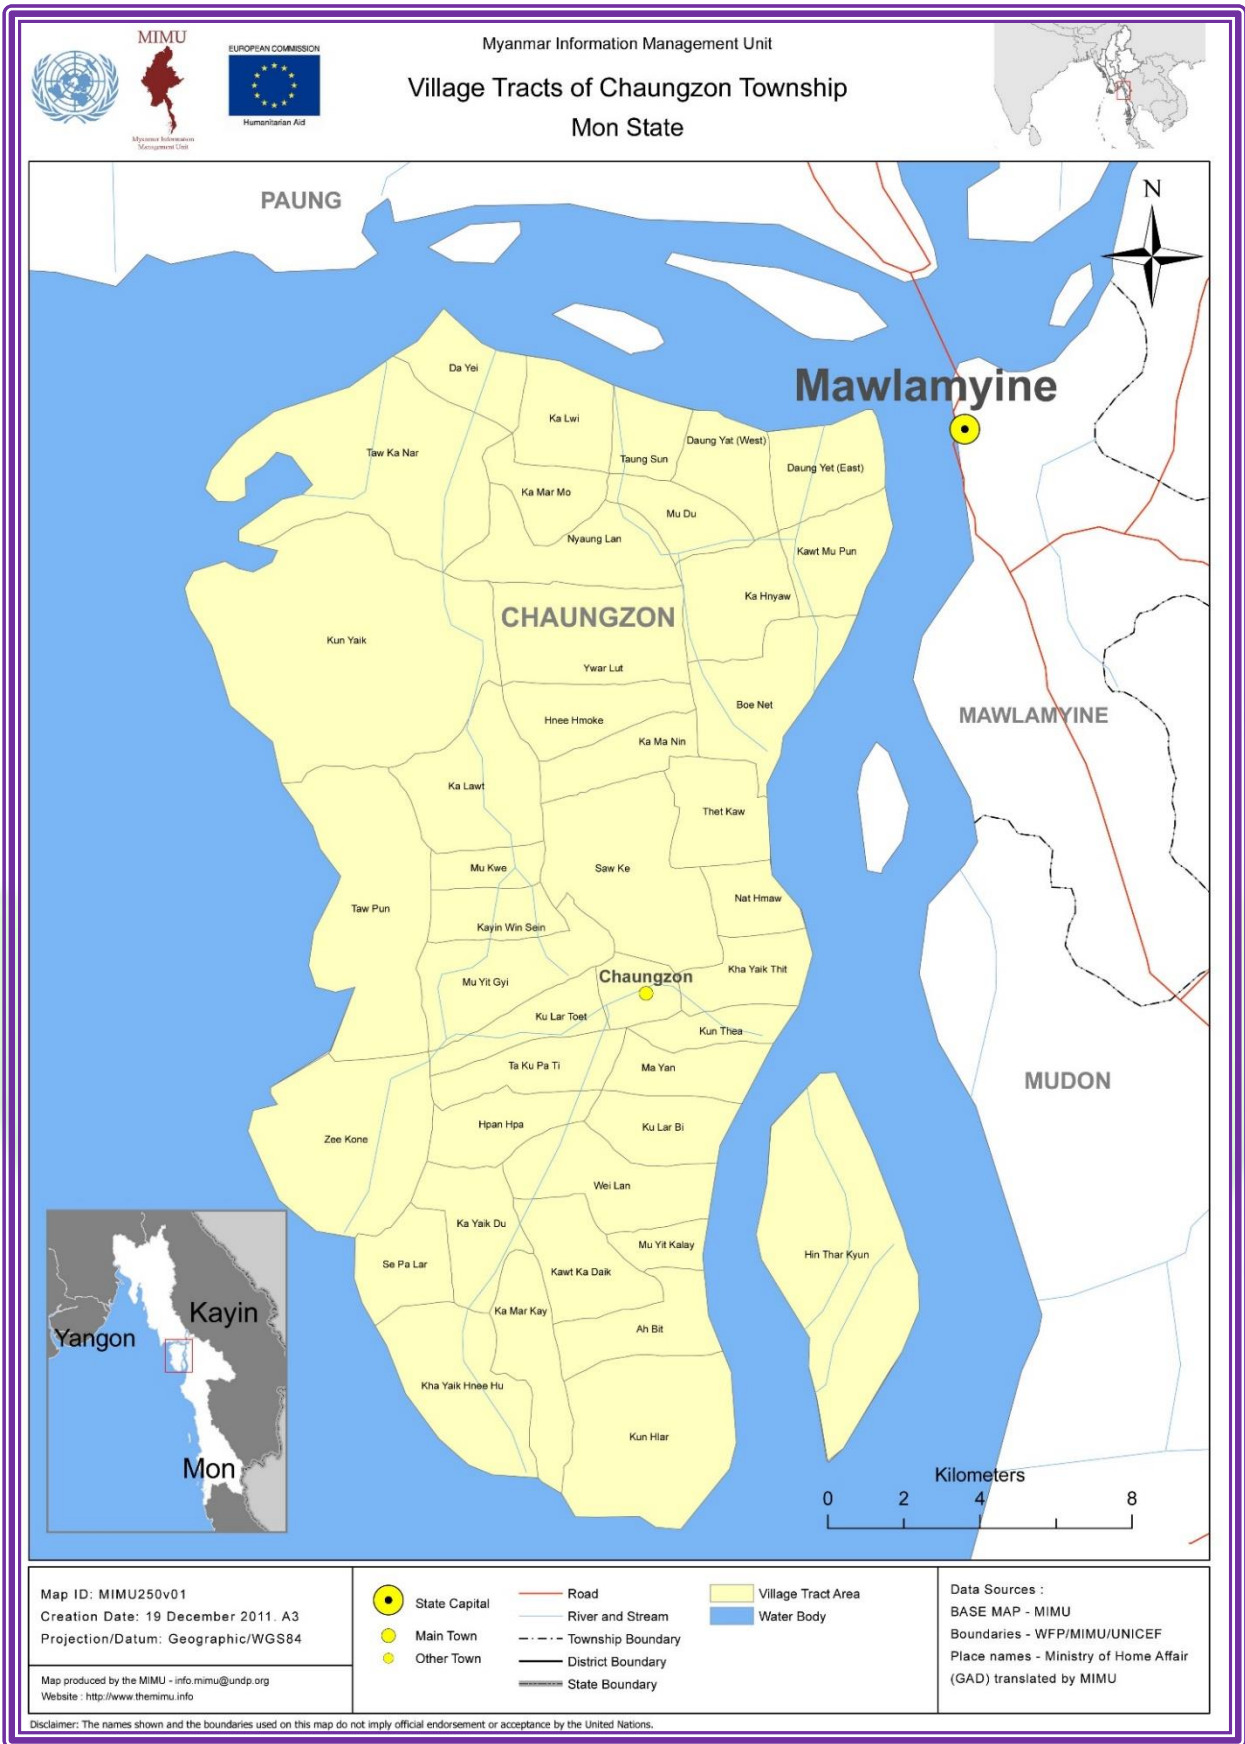 MIMU
Myanmar Information
Management Unit
EUROPEAN COMMISSION
Humanitarian Aid
Myanmar Information Management Unit
Village Tracts of Chaungzon Township
Mon State
PAUNG
N
Mawlamyine
Da Yei
Ka Lwi
Taw Ka Nar
Taung Sun
Daung Yat (West)
Daung Yet (East)
Ka Mar Mo
Mu Du
Nyaung Lan
Kawt Mu Pun
Ka Hnyaw
CHAUNGZON
Kun Yaik
Ywar Lut
Boe Net
Hnee Hmoke
MAWLAMYINE
Ka Ma Nin
Ka Lawt
Thet Kaw
Mu Kwe
Saw Ke
Nat Hmaw
Taw Pun
Kayin Win Sein
Kha Yaik Thit
Chaungzon
Mu Yit Gyi
Ku Lar Toet
Kun Thea
Ta Ku Pa Ti
Ma Yan
MUDON
Hpan Hpa
Ku Lar Bi
Zee Kone
Wei Lan
Ka Yaik Du
Mu Yit Kalay
Hin Thar Kyun
Se Pa Lar
Kawt Ka Daik
Ka Mar Kay
Ah Bit
Kha Yaik Hnee Hu
Kun Hlar
Kayin
Yangon
Mon
Kilometers
0 2 4 8
Map ID: MIMU250v01
Creation Date: 19 December 2011. A3
Projection/Datum: Geographic/WGS84
Map produced by the MIMU - info.mimu@undp.org
Website : http://www.themimu.info
State Capital
Main Town
Other Town
Road
River and Stream
Township Boundary
District Boundary
State Boundary
Village Tract Area
Water Body
Data Sources :
BASE MAP - MIMU
Boundaries - WFP/MIMU/UNICEF
Place names - Ministry of Home Affair
(GAD) translated by MIMU
Disclaimer: The names shown and the boundaries used on this map do not imply official endorsement or acceptance by the United Nations.